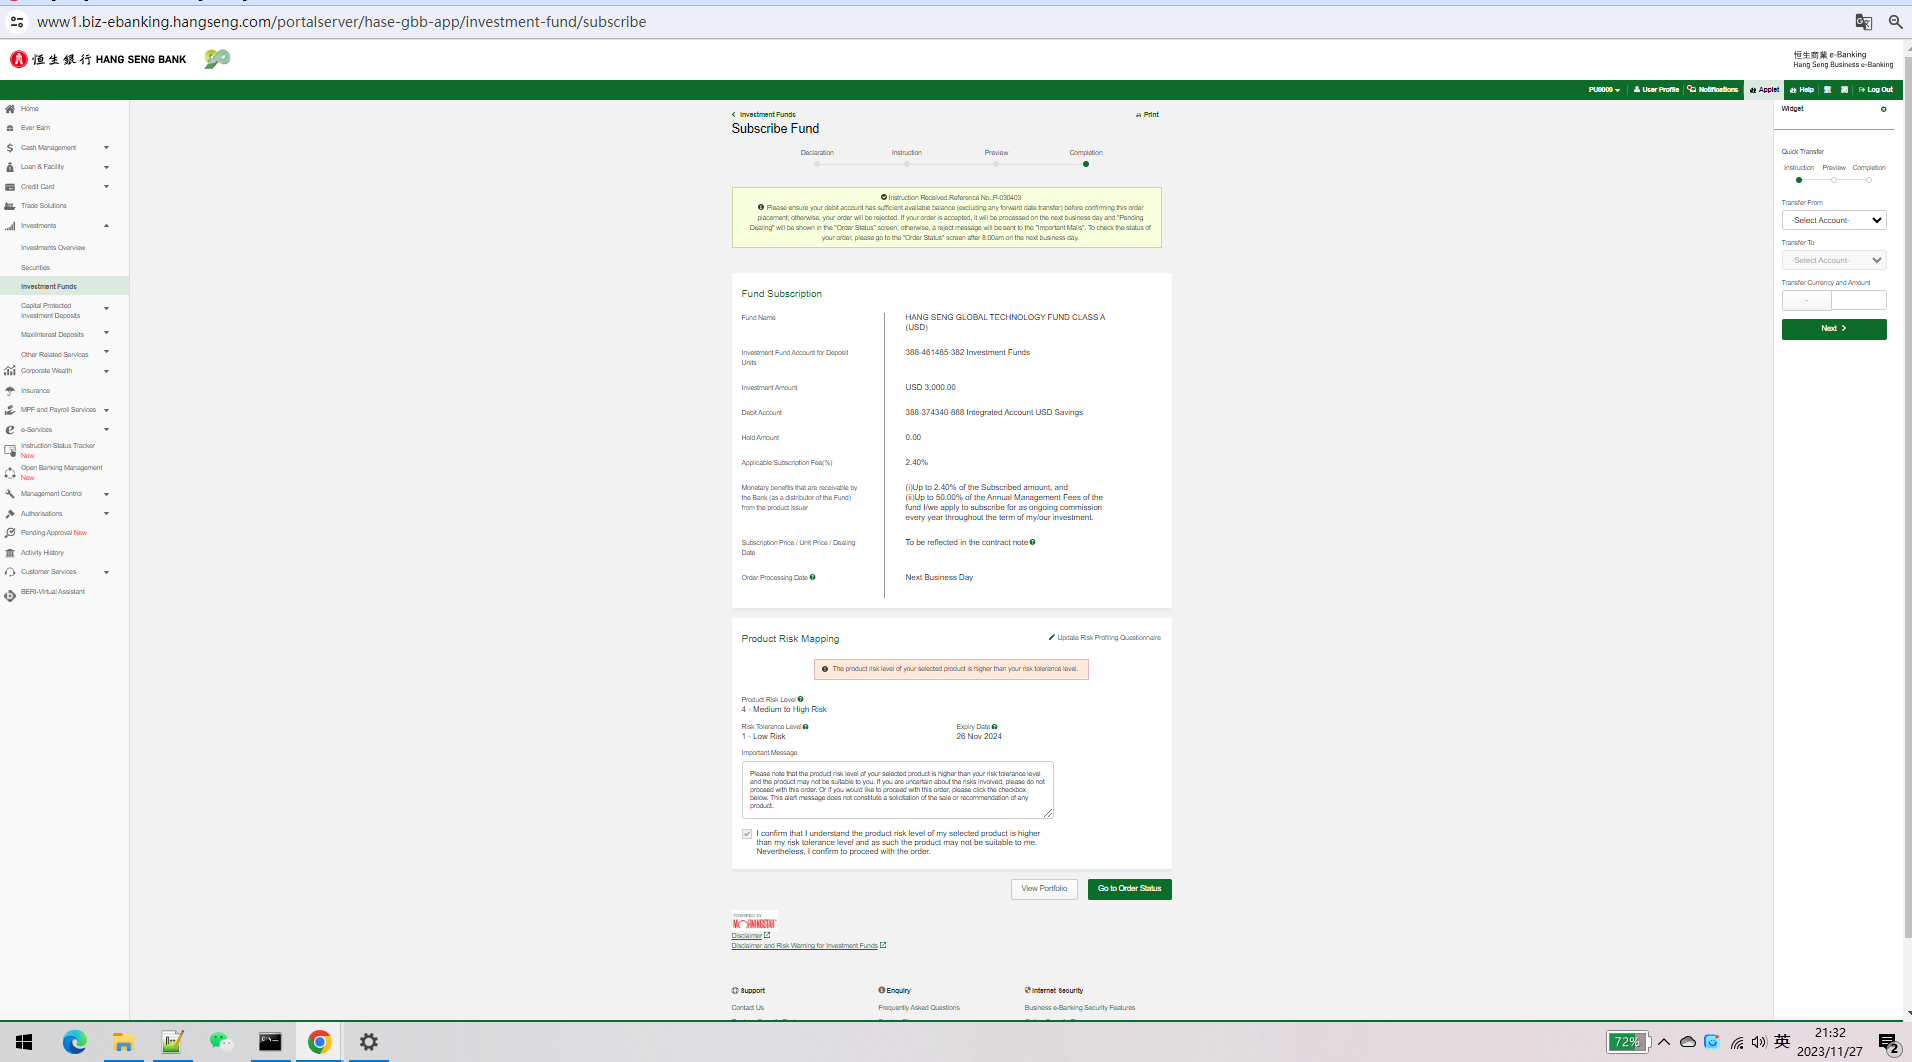 www1.biz-ebanking.hangseng.com/portalserver/hase-gbb-app/investment-fund/subscribe
恒生銀行 HANG SENG BANK
恒生商業 e-Banking
Hang Seng Business e-Banking
PU0000
User Profile
Notifications
Applet
Help
繁
簡
Log Out
Home
Ever Earn
Cash Management
Loan & Facility
Credit Card
Trade Solutions
Investments
Investments Overview
Securities
Investment Funds
Capital Protected
Investment Deposits
MaxiInterest Deposits
Other Related Services
Corporate Wealth
Insurance
MPF and Payroll Services
e-Services
Instruction Status Tracker
New
Open Banking Management
New
Management Control
Authorisations
Pending Approval New
Activity History
Customer Services
BERI-Virtual Assistant
Investment Funds
Print
Subscribe Fund
Declaration
Instruction
Preview
Completion
Instruction Received.Reference No.:P-030403
Please ensure your debit account has sufficient available balance (excluding any forward date transfer) before confirming this order
placement; otherwise, your order will be rejected. If your order is accepted, it will be processed on the next business day and "Pending
Dealing" will be shown in the "Order Status" screen; otherwise, a reject message will be sent to the "Important Mails". To check the status of
your order, please go to the "Order Status" screen after 8:00am on the next business day.
Fund Subscription
Fund Name
HANG SENG GLOBAL TECHNOLOGY FUND CLASS A
(USD)
Investment Fund Account for Deposit
Units
388-461485-382 Investment Funds
Investment Amount
USD 3,000.00
Debit Account
388-374340-888 Integrated Account USD Savings
Hold Amount
0.00
Applicable Subscription Fee(%)
2.40%
Monetary benefits that are receivable by
the Bank (as a distributor of the Fund)
from the product issuer
(i)Up to 2.40% of the Subscribed amount, and
(ii)Up to 50.00% of the Annual Management Fees of the
fund I/we apply to subscribe for as ongoing commission
every year throughout the term of my/our investment.
Subscription Price / Unit Price / Dealing
Date
To be reflected in the contract note
Order Processing Date
Next Business Day
Product Risk Mapping
Update Risk Profiling Questionnaire
The product risk level of your selected product is higher than your risk tolerance level.
Product Risk Level
4 - Medium to High Risk
Risk Tolerance Level
1 - Low Risk
Expiry Date
26 Nov 2024
Important Message
Please note that the product risk level of your selected product is higher than your risk tolerance level
and the product may not be suitable to you. If you are uncertain about the risks involved, please do not
proceed with this order. Or if you would like to proceed with this order, please click the checkbox
below. This alert message does not constitute a solicitation of the sale or recommendation of any
product.
I confirm that I understand the product risk level of my selected product is higher
than my risk tolerance level and as such the product may not be suitable to me.
Nevertheless, I confirm to proceed with the order.
View Portfolio
Go to Order Status
POWERED BY
MORNINGSTAR
Disclaimer
Disclaimer and Risk Warning for Investment Funds
Support
Enquiry
Internet Security
Contact Us
Frequently Asked Questions
Business e-Banking Security Features
Widget
Quick Transfer
Instruction
Preview
Completion
Transfer From
-Select Account-
Transfer To
-Select Account-
Transfer Currency and Amount
-
Next
72%
英
21:32
2023/11/27
2